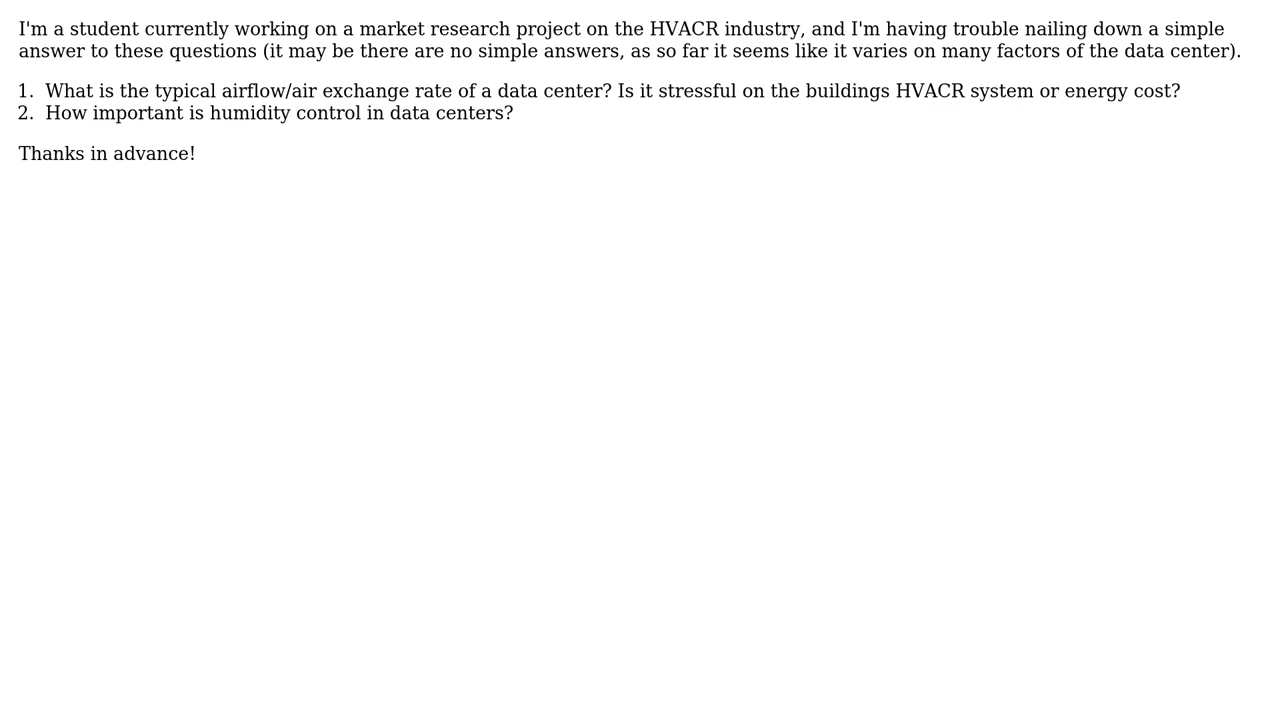 I'm a student currently working on a market research project on the HVACR industry, and I'm having trouble nailing down a simple
answer to these questions (it may be there are no simple answers, as so far it seems like it varies on many factors of the data center).
1. What is the typical airflow/air exchange rate of a data center? Is it stressful on the buildings HVACR system or energy cost?
2. How important is humidity control in data centers?
Thanks in advance!